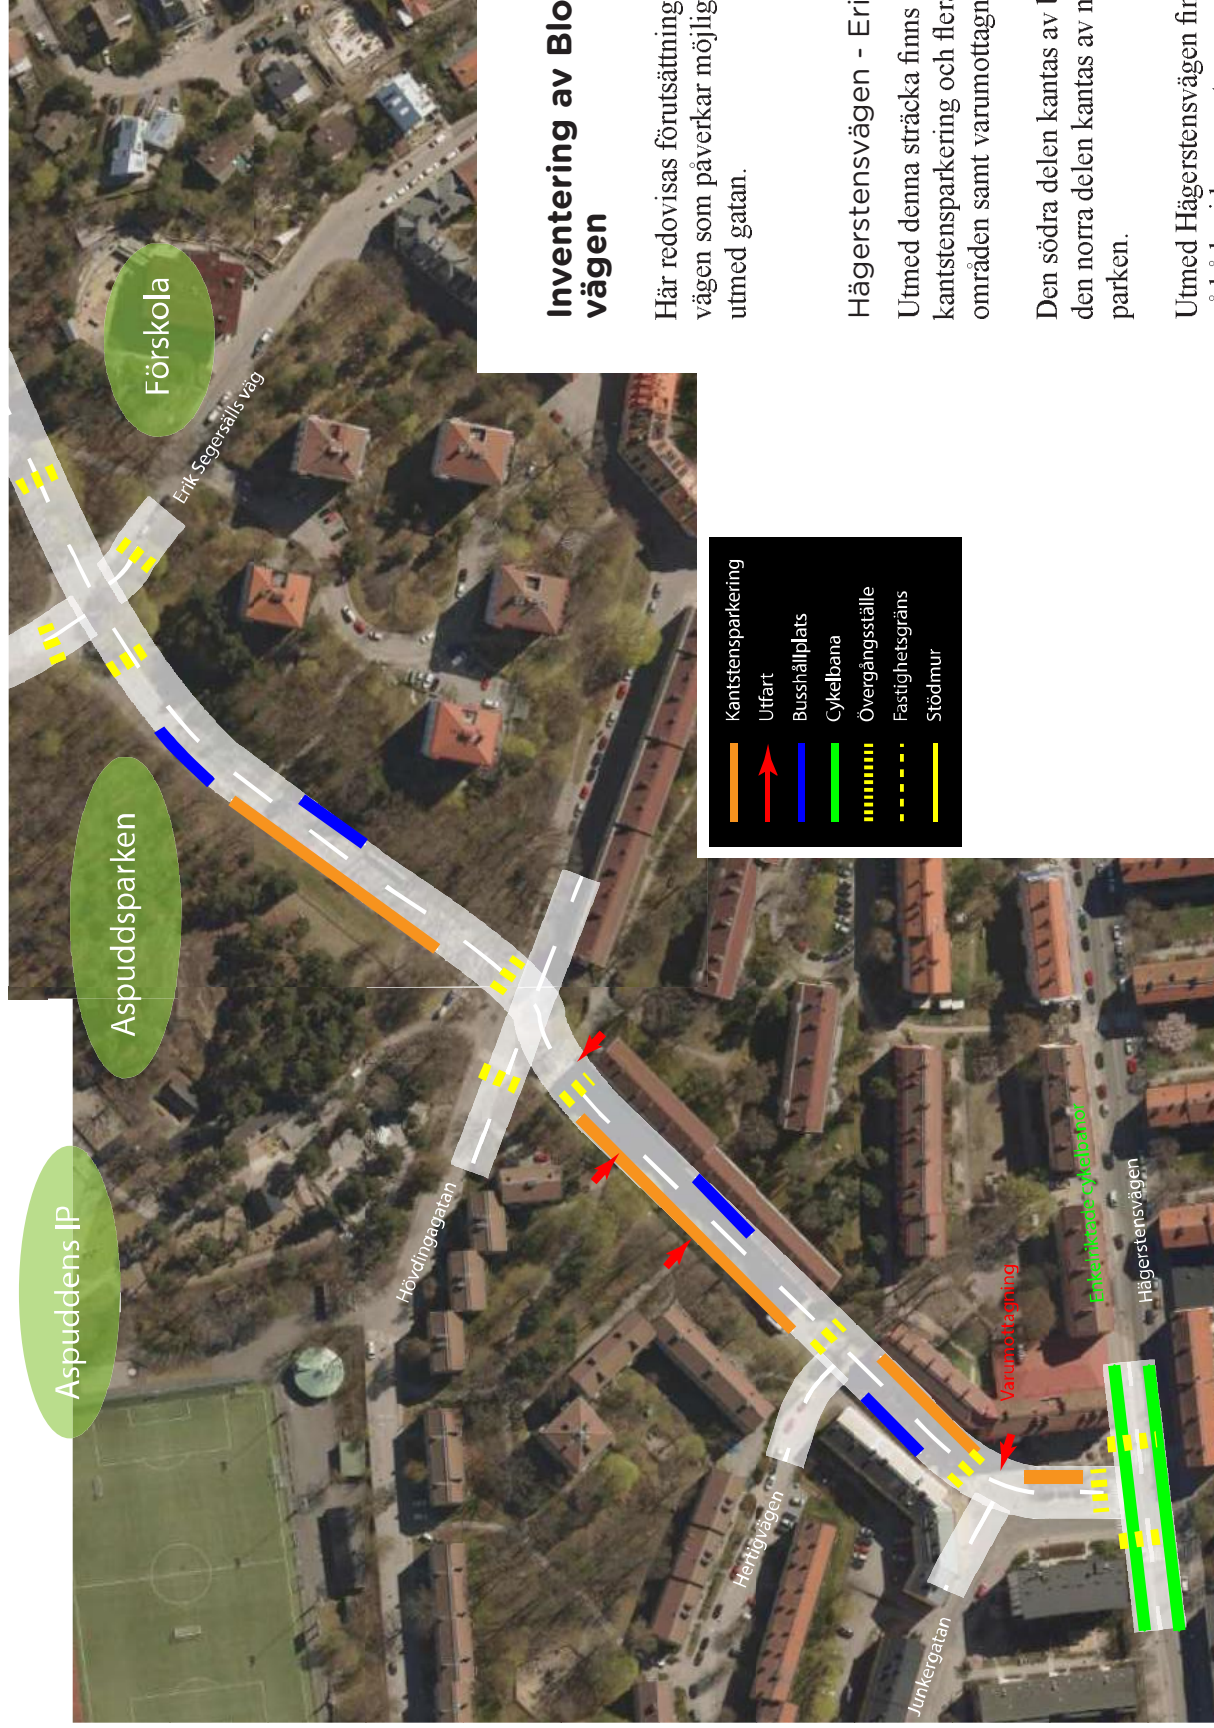 Inventering av Blo
vägen
Här redovisas förutsättning
vägen som påverkar möjlig
utmed gatan.
Hägerstensvägen - Eri
Utmed denna sträcka finns
kantstensparkering och fler
områden samt varumottagn
Den södra delen kantas av
den norra delen kantas av
parken.
Utmed Hägerstensvägen
Kantstensparkering
Utfart
Busshållplats
Cykelbana
Övergångsställe
Fastighetsgräns
Stödmur
Förskola
Erik Segersälls väg
Aspuddsparken
Aspuddens IP
Hövdingagatan
Hertigvägen
Junkergatan
Varumottagning
Enkelriktade cykelbanor
Hägerstensvägen